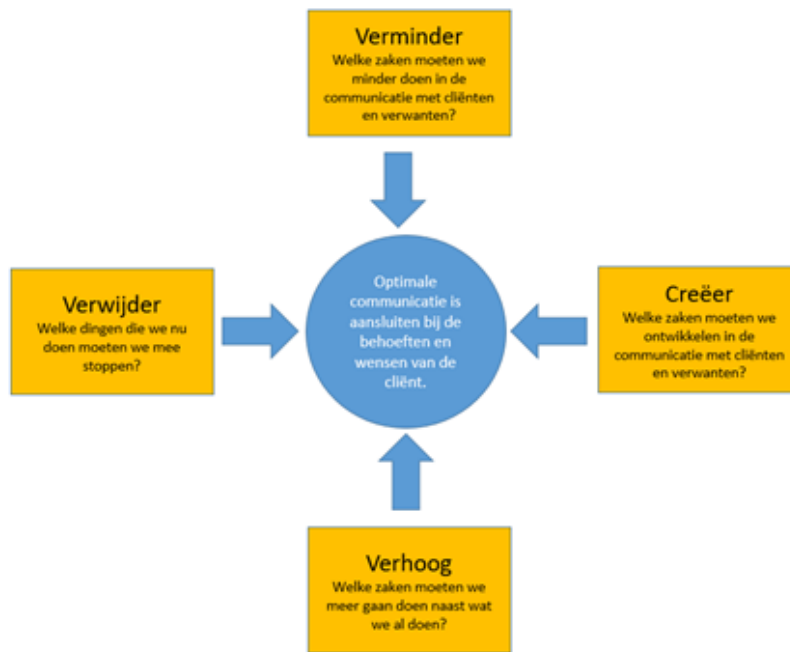 Verminder
Welke zaken moeten we
minder doen in de
communicatie met cliënten
en verwanten?
Verwijder
Welke dingen die we nu
doen moeten we mee
stoppen?
Optimale
communicatie is
aansluiten bij de
behoeften en
wensen van de
cliënt.
Creëer
Welke zaken moeten we
ontwikkelen in de
communicatie met cliënten
en verwanten?
Verhoog
Welke zaken moeten we
meer gaan doen naast wat
we al doen?